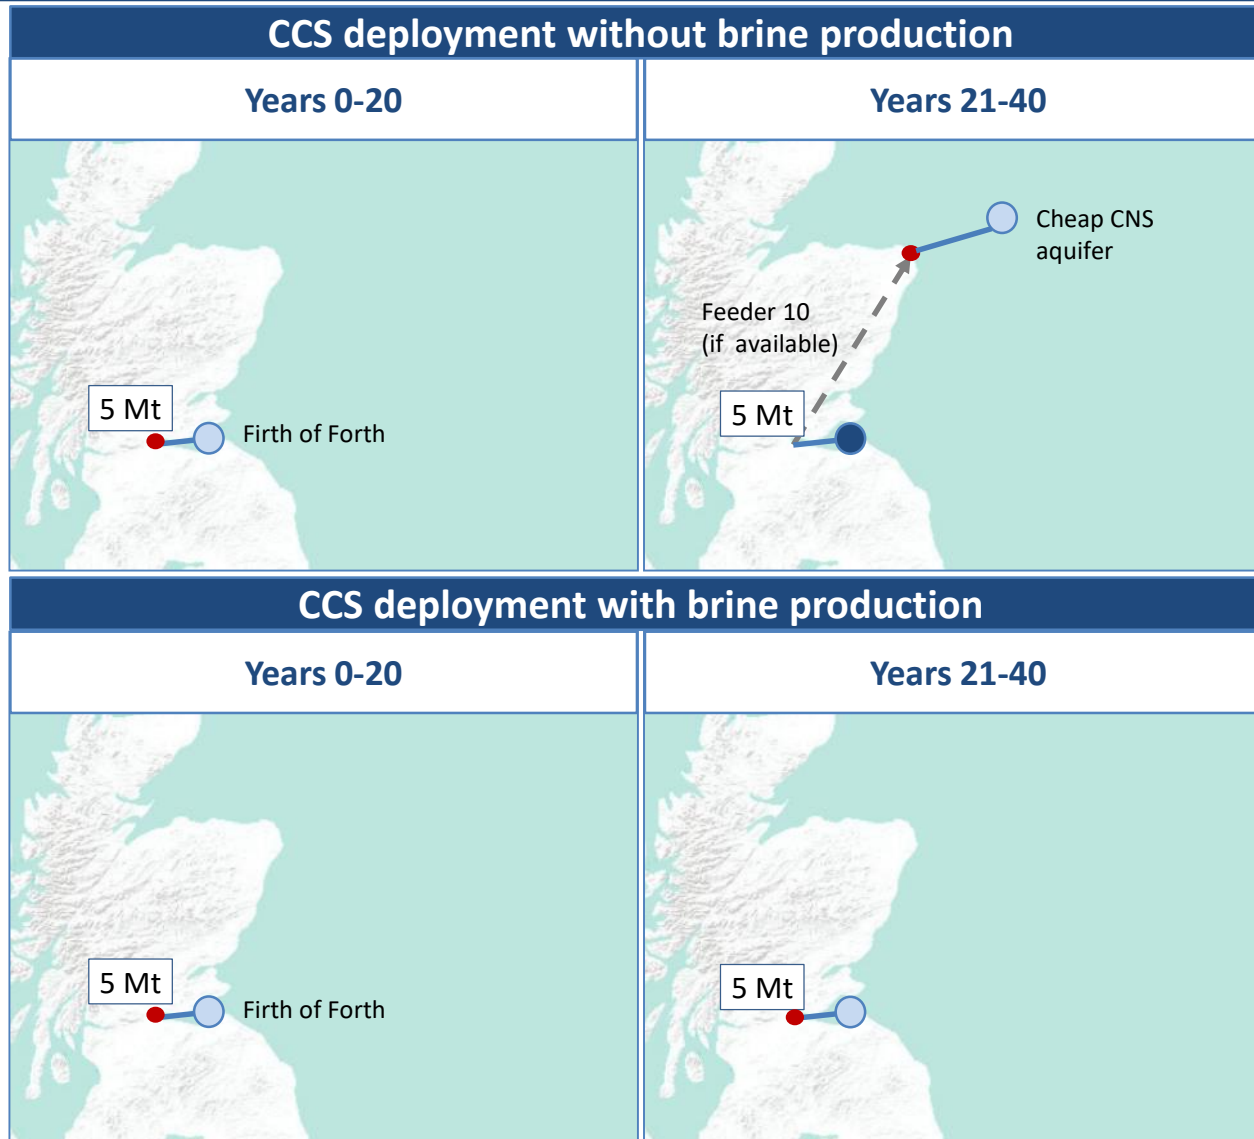 CCS deployment without brine production
Years 0-20
Years 21-40
5 Mt
Firth of Forth
Cheap CNS
aquifer
Feeder 10
(if available)
5 Mt
CCS deployment with brine production
Years 0-20
Years 21-40
5 Mt
Firth of Forth
5 Mt